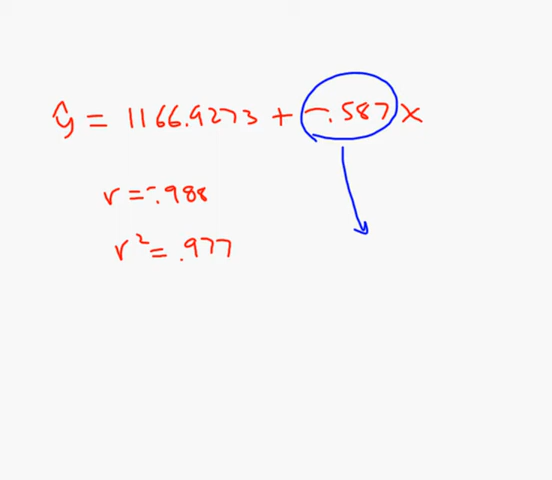 ŷ = 1166.9273 + -.587x
r = -.988
r² = .977